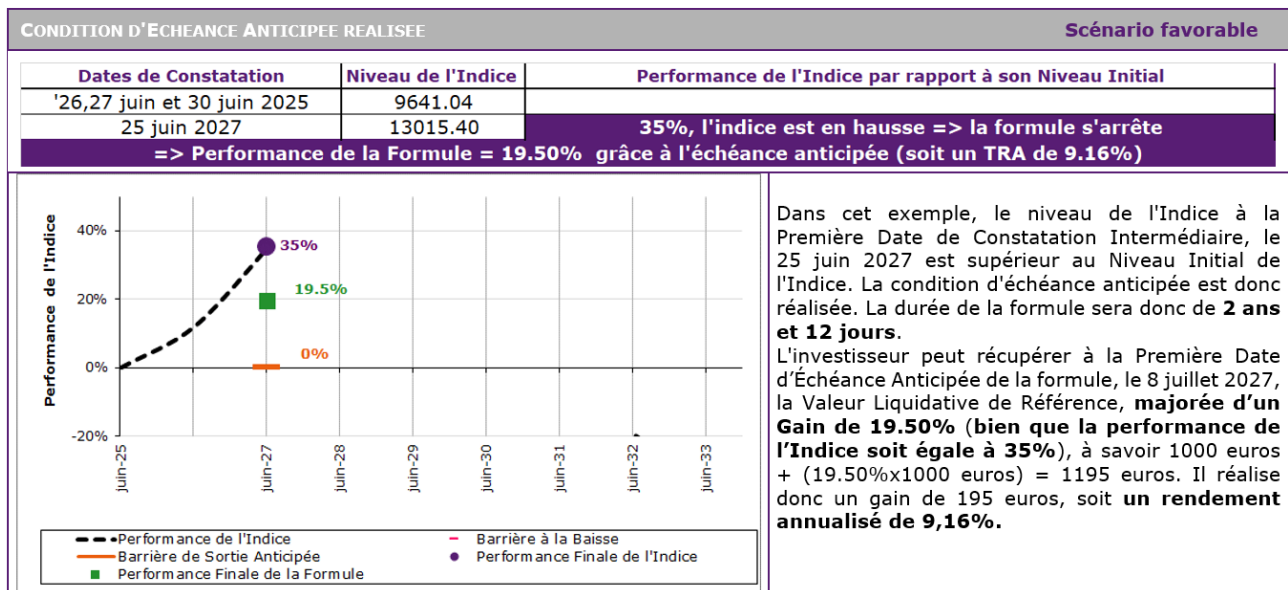 CONDITION D'ECHEANCE ANTICIPEE REALISEE
Scénario favorable
Dates de Constatation Niveau de l'Indice Performance de l'Indice par rapport à son Niveau Initial
'26,27 juin et 30 juin 2025 9641.04
25 juin 2027 13015.40 35%, l'indice est en hausse => la formule s'arrête
=> Performance de la Formule = 19.50% grâce à l'échéance anticipée (soit un TRA de 9.16%)
Performance de l'Indice
40%
20%
0%
-20%
35%
19.5%
0%
juin-25
juin-27
juin-28
juin-29
juin-30
juin-31
juin-32
juin-33
Performance de l'Indice
Barrière à la Baisse
Barrière de Sortie Anticipée
Performance Finale de l'Indice
Performance Finale de la Formule
Dans cet exemple, le niveau de l'Indice à la
Première Date de Constatation Intermédiaire, le
25 juin 2027 est supérieur au Niveau Initial de
l'Indice. La condition d'échéance anticipée est donc
réalisée. La durée de la formule sera donc de 2 ans
et 12 jours.
L'investisseur peut récupérer à la Première Date
d'Échéance Anticipée de la formule, le 8 juillet 2027,
la Valeur Liquidative de Référence, majorée d'un
Gain de 19.50% (bien que la performance de
l'Indice soit égale à 35%), à savoir 1000 euros
+ (19.50%x1000 euros) = 1195 euros. Il réalise
donc un gain de 195 euros, soit un rendement
annualisé de 9,16%.